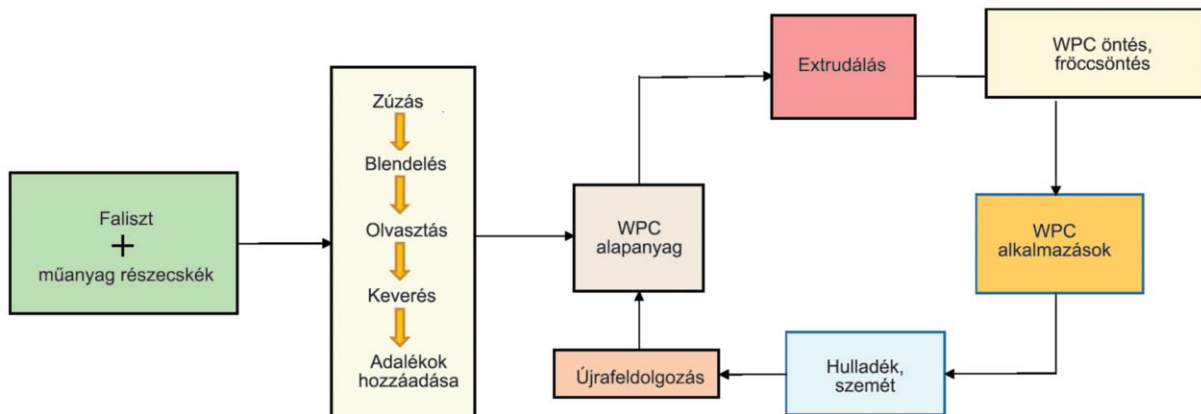 Faliszt
+
műanyag részecskék
Zúzás
Blendelés
Olvasztás
Keverés
Adalékok
hozzáadása
WPC
alapanyag
Extrudálás
WPC öntés,
fröccsöntés
WPC
alkalmazások
Hulladék,
szemét
Újrafeldolgozás